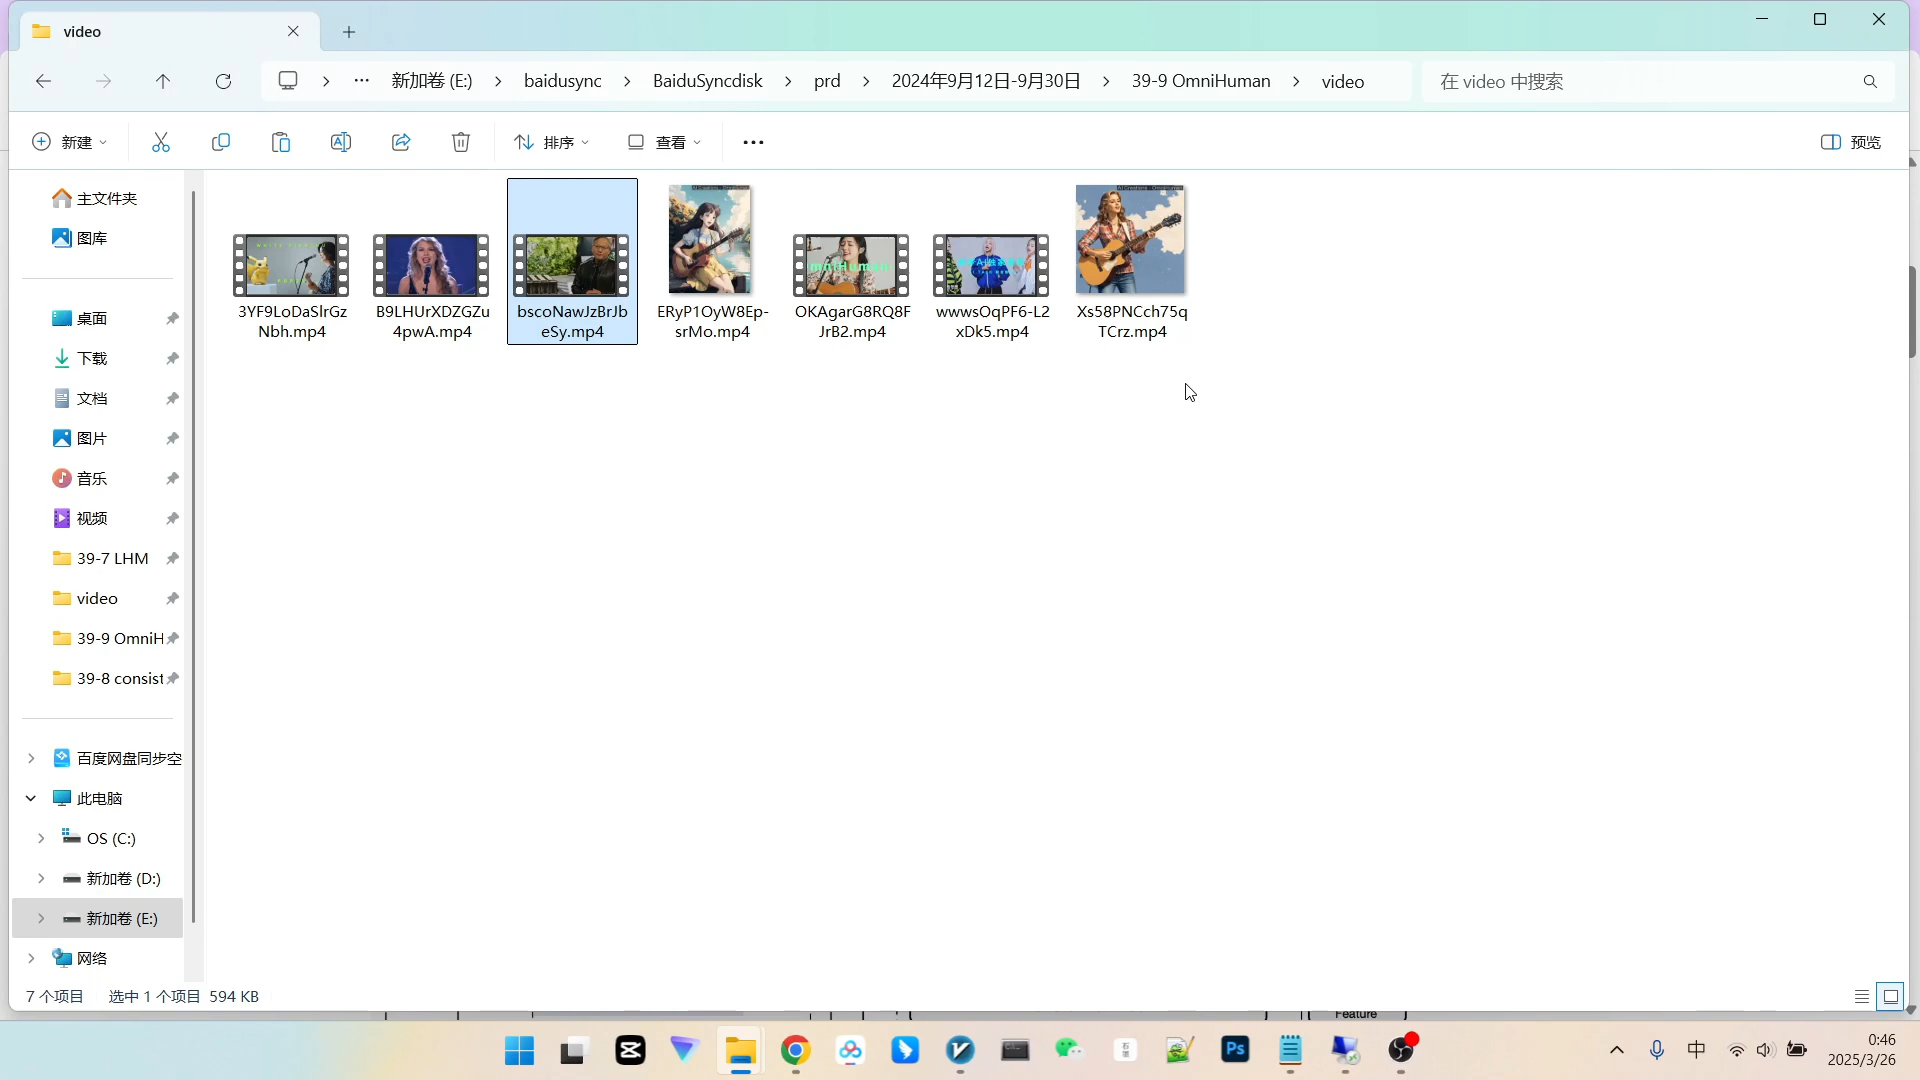 video
新加卷 (E:)
baidusync
BaiduSyncdisk
prd
2024年9月12日-9月30日
39-9 OmniHuman
video
在 video 中搜索
新建
排序
查看
预览
主文件夹
图库
桌面
下载
文档
图片
音乐
视频
39-7 LHM
video
39-9 OmniH
39-8 consist
百度网盘同步空
此电脑
OS (C:)
新加卷 (D:)
新加卷 (E:)
网络
3YF9LoDaSlrGz
Nbh.mp4
B9LHUrXDZGZu
4pwA.mp4
bscoNawJzBrJb
eSy.mp4
ERyP1OyW8Ep-
srMo.mp4
OKAgarG8RQ8F
JrB2.mp4
wwwsOqPF6-L2
xDk5.mp4
Xs58PNCch75q
TCrz.mp4
7 个项目
选中 1 个项目 594 KB
Feature
Ps
中
0:46
2025/3/26